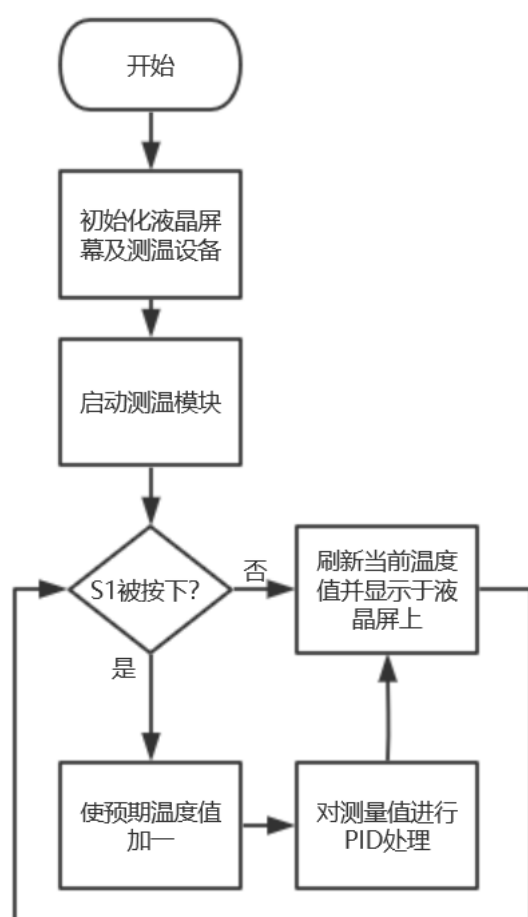 开始
初始化液晶屏
幕及测温设备
启动测温模块
S1被按下?
否
刷新当前温度
值并显示于液
晶屏上
是
使预期温度值
加一
对测量值进行
PID处理